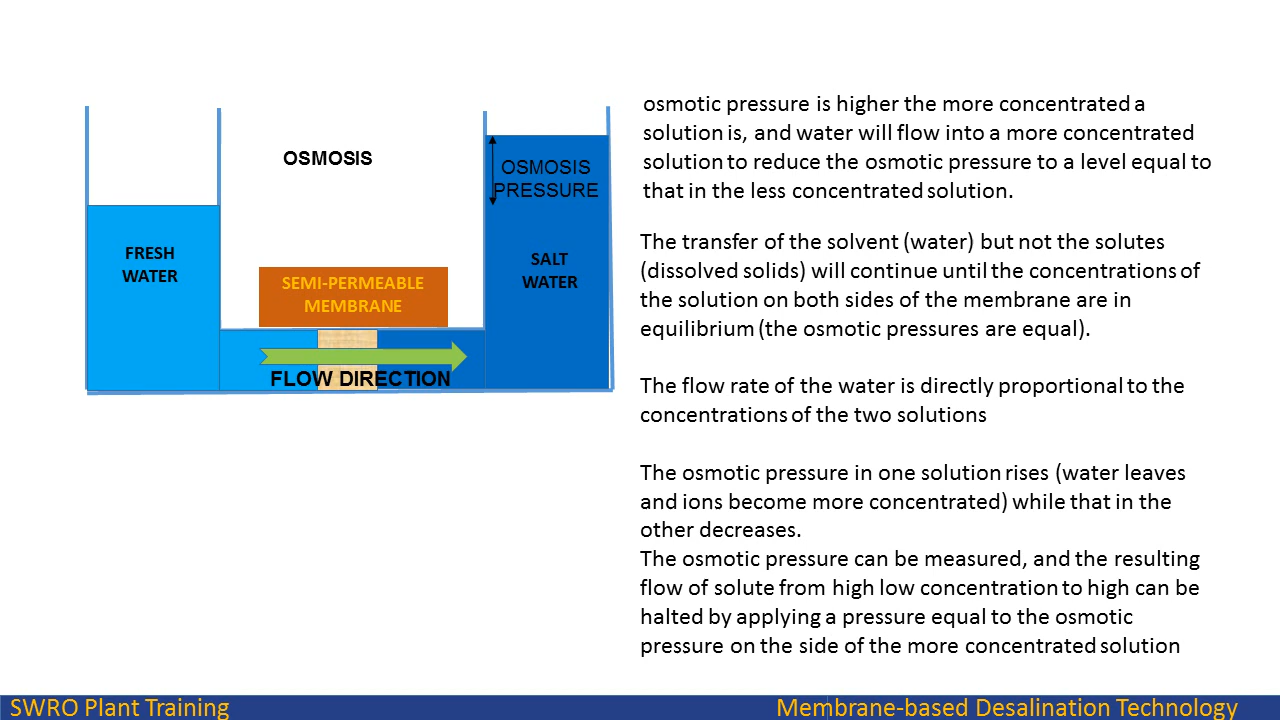 OSMOSIS
OSMOSIS
PRESSURE
FRESH
WATER
SALT
WATER
SEMI-PERMEABLE
MEMBRANE
FLOW DIRECTION
osmotic pressure is higher the more concentrated a
solution is, and water will flow into a more concentrated
solution to reduce the osmotic pressure to a level equal to
that in the less concentrated solution.
The transfer of the solvent (water) but not the solutes
(dissolved solids) will continue until the concentrations of
the solution on both sides of the membrane are in
equilibrium (the osmotic pressures are equal).
The flow rate of the water is directly proportional to the
concentrations of the two solutions
The osmotic pressure in one solution rises (water leaves
and ions become more concentrated) while that in the
other decreases.
The osmotic pressure can be measured, and the resulting
flow of solute from high low concentration to high can be
halted by applying a pressure equal to the osmotic
pressure on the side of the more concentrated solution
SWRO Plant Training
Membrane-based Desalination Technology